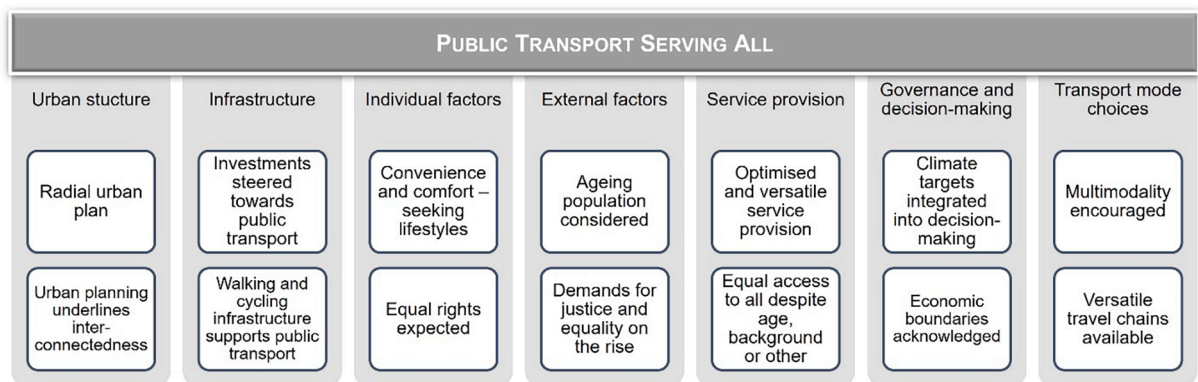 PUBLIC TRANSPORT SERVING ALL
Urban stucture
Radial urban
plan
Urban planning
underlines
inter-
connectedness
Infrastructure
Investments
steered
towards
public
transport
Walking and
cycling
infrastructure
supports public
transport
Individual factors
Convenience
and comfort –
seeking
lifestyles
Equal rights
expected
External factors
Ageing
population
considered
Demands for
justice and
equality on
the rise
Service provision
Optimised
and versatile
service
provision
Equal access
to all despite
age,
background
or other
Governance and
decision-making
Climate
targets
integrated
into decision-
making
Economic
boundaries
acknowledged
Transport mode
choices
Multimodality
encouraged
Versatile
travel chains
available